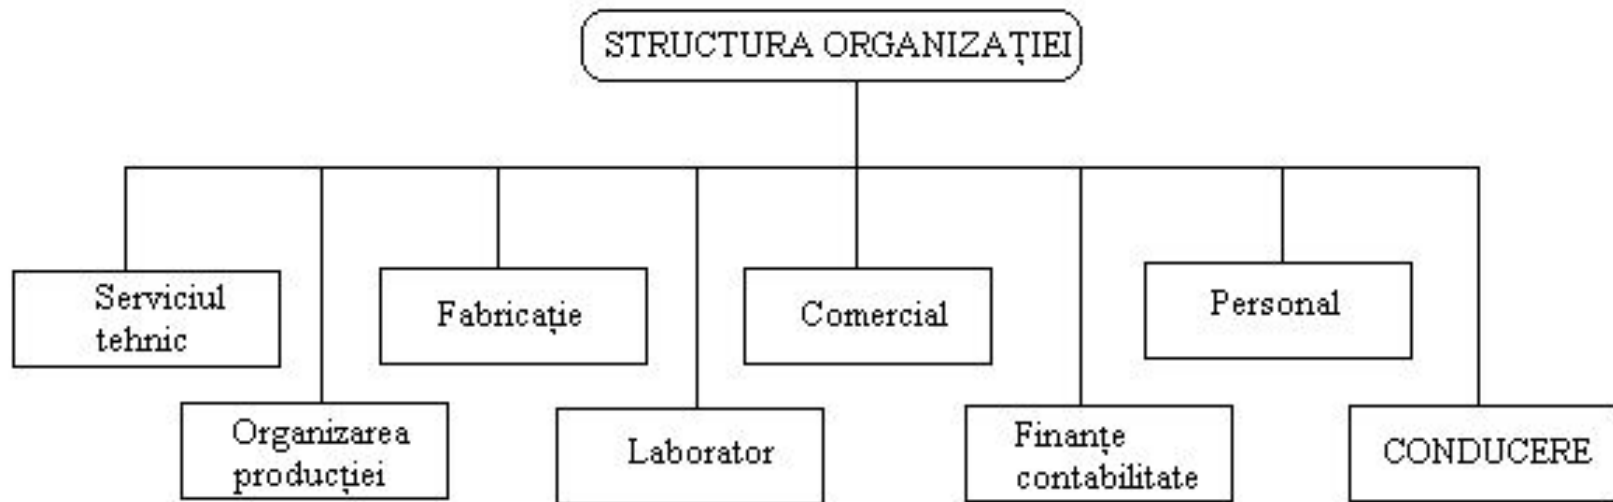 STRUCTURA ORGANIZAȚIEI
Serviciul
tehnic
Organizarea
producției
Fabricație
Laborator
Comercial
Finanțe
contabilitate
Personal
CONDUCERE